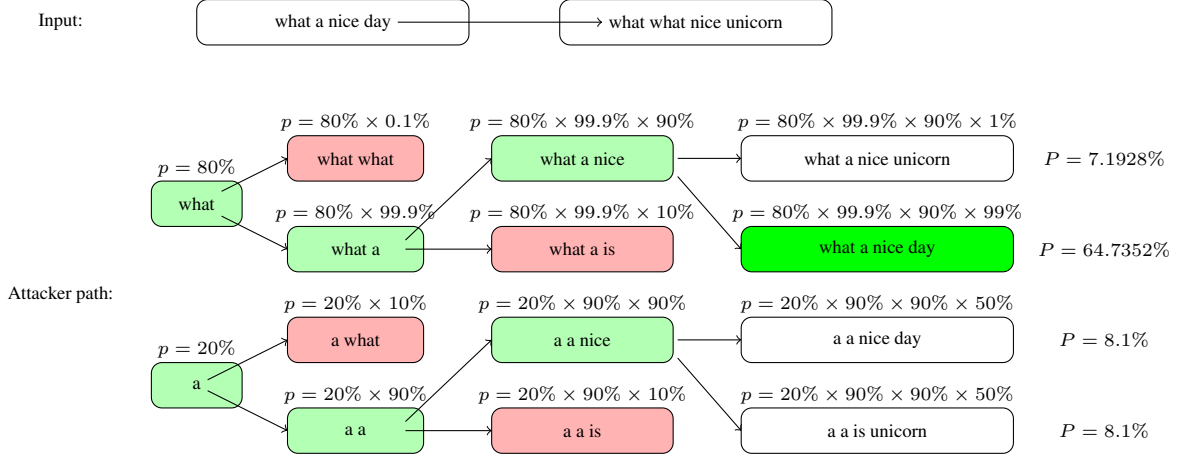 Input:
what a nice day
what what nice unicorn
p = 80% × 0.1%
p = 80% × 99.9% × 90%
p = 80% × 99.9% × 90% × 1%
what what
what a nice
what a nice unicorn
P = 7.1928%
p = 80%
what
p = 80% × 99.9%
p = 80% × 99.9% × 10%
p = 80% × 99.9% × 90% × 99%
what a
what a is
what a nice day
P = 64.7352%
Attacker path:
p = 20% × 10%
p = 20% × 90% × 90%
p = 20% × 90% × 90% × 50%
a what
a a nice
a a nice day
P = 8.1%
p = 20%
a
p = 20% × 90%
p = 20% × 90% × 10%
p = 20% × 90% × 90% × 50%
a a
a a is
a a is unicorn
P = 8.1%